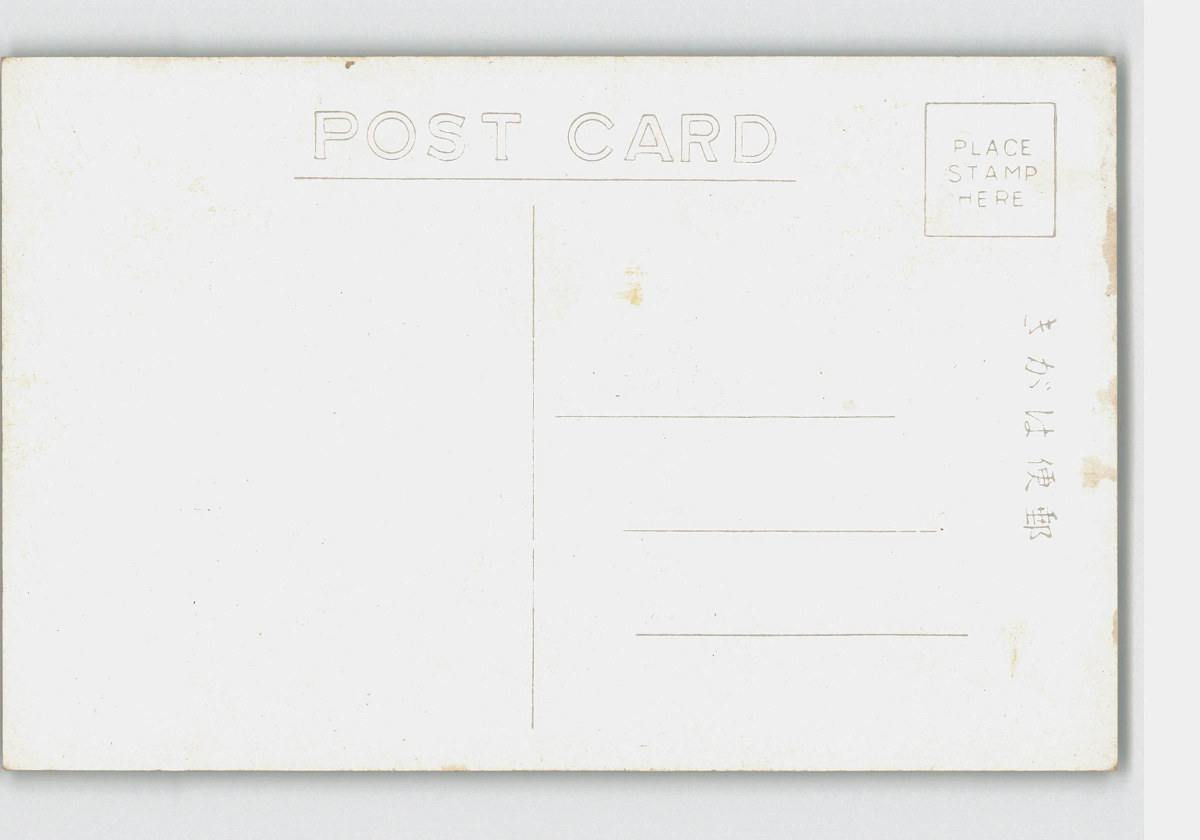 POST CARD
PLACE
STAMP
HERE
郵便はがき